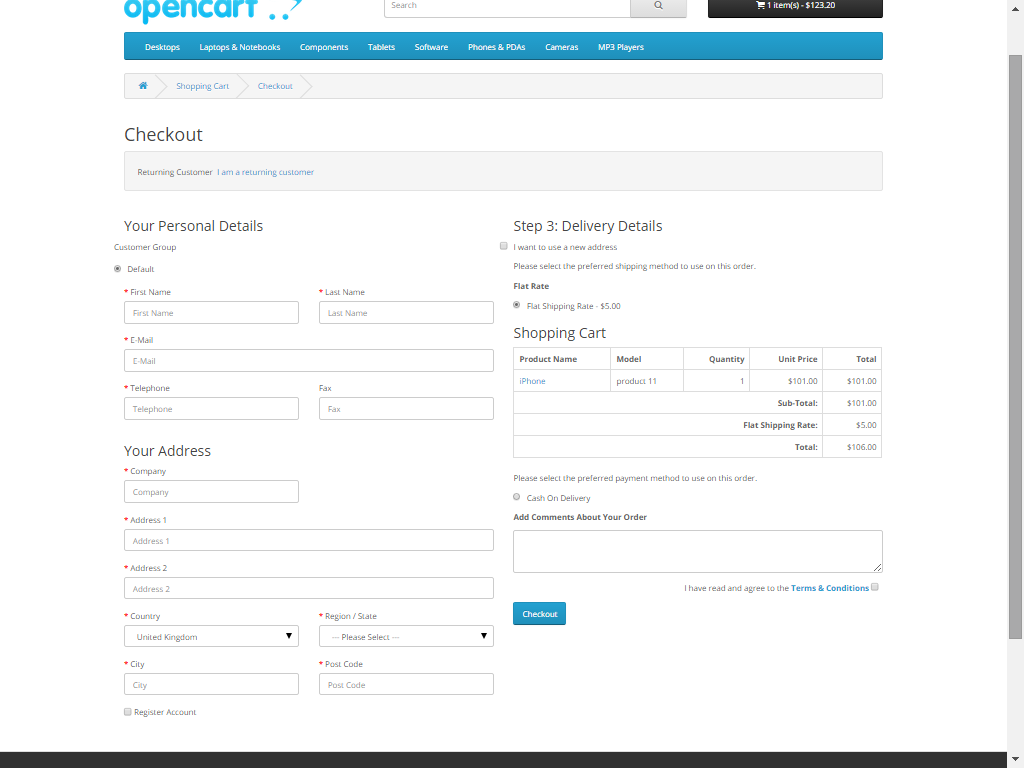 opencart
Search
1 item(s) - $123.20
Desktops Laptops & Notebooks Components Tablets Software Phones & PDAs Cameras MP3 Players
Shopping Cart Checkout
Checkout
Returning Customer I am a returning customer
Your Personal Details
Customer Group
Default
* First Name * Last Name
First Name Last Name
* E-Mail
E-Mail
* Telephone Fax
Telephone Fax
Your Address
* Company
Company
* Address 1
Address 1
* Address 2
Address 2
* Country * Region / State
United Kingdom --- Please Select ---
* City * Post Code
City Post Code
Register Account
Step 3: Delivery Details
I want to use a new address
Please select the preferred shipping method to use on this order.
Flat Rate
Flat Shipping Rate - $5.00
Shopping Cart
Product Name Model Quantity Unit Price Total
iPhone product 11 1 $101.00 $101.00
Sub-Total: $101.00
Flat Shipping Rate: $5.00
Total: $106.00
Please select the preferred payment method to use on this order.
Cash On Delivery
Add Comments About Your Order
I have read and agree to the Terms & Conditions
Checkout